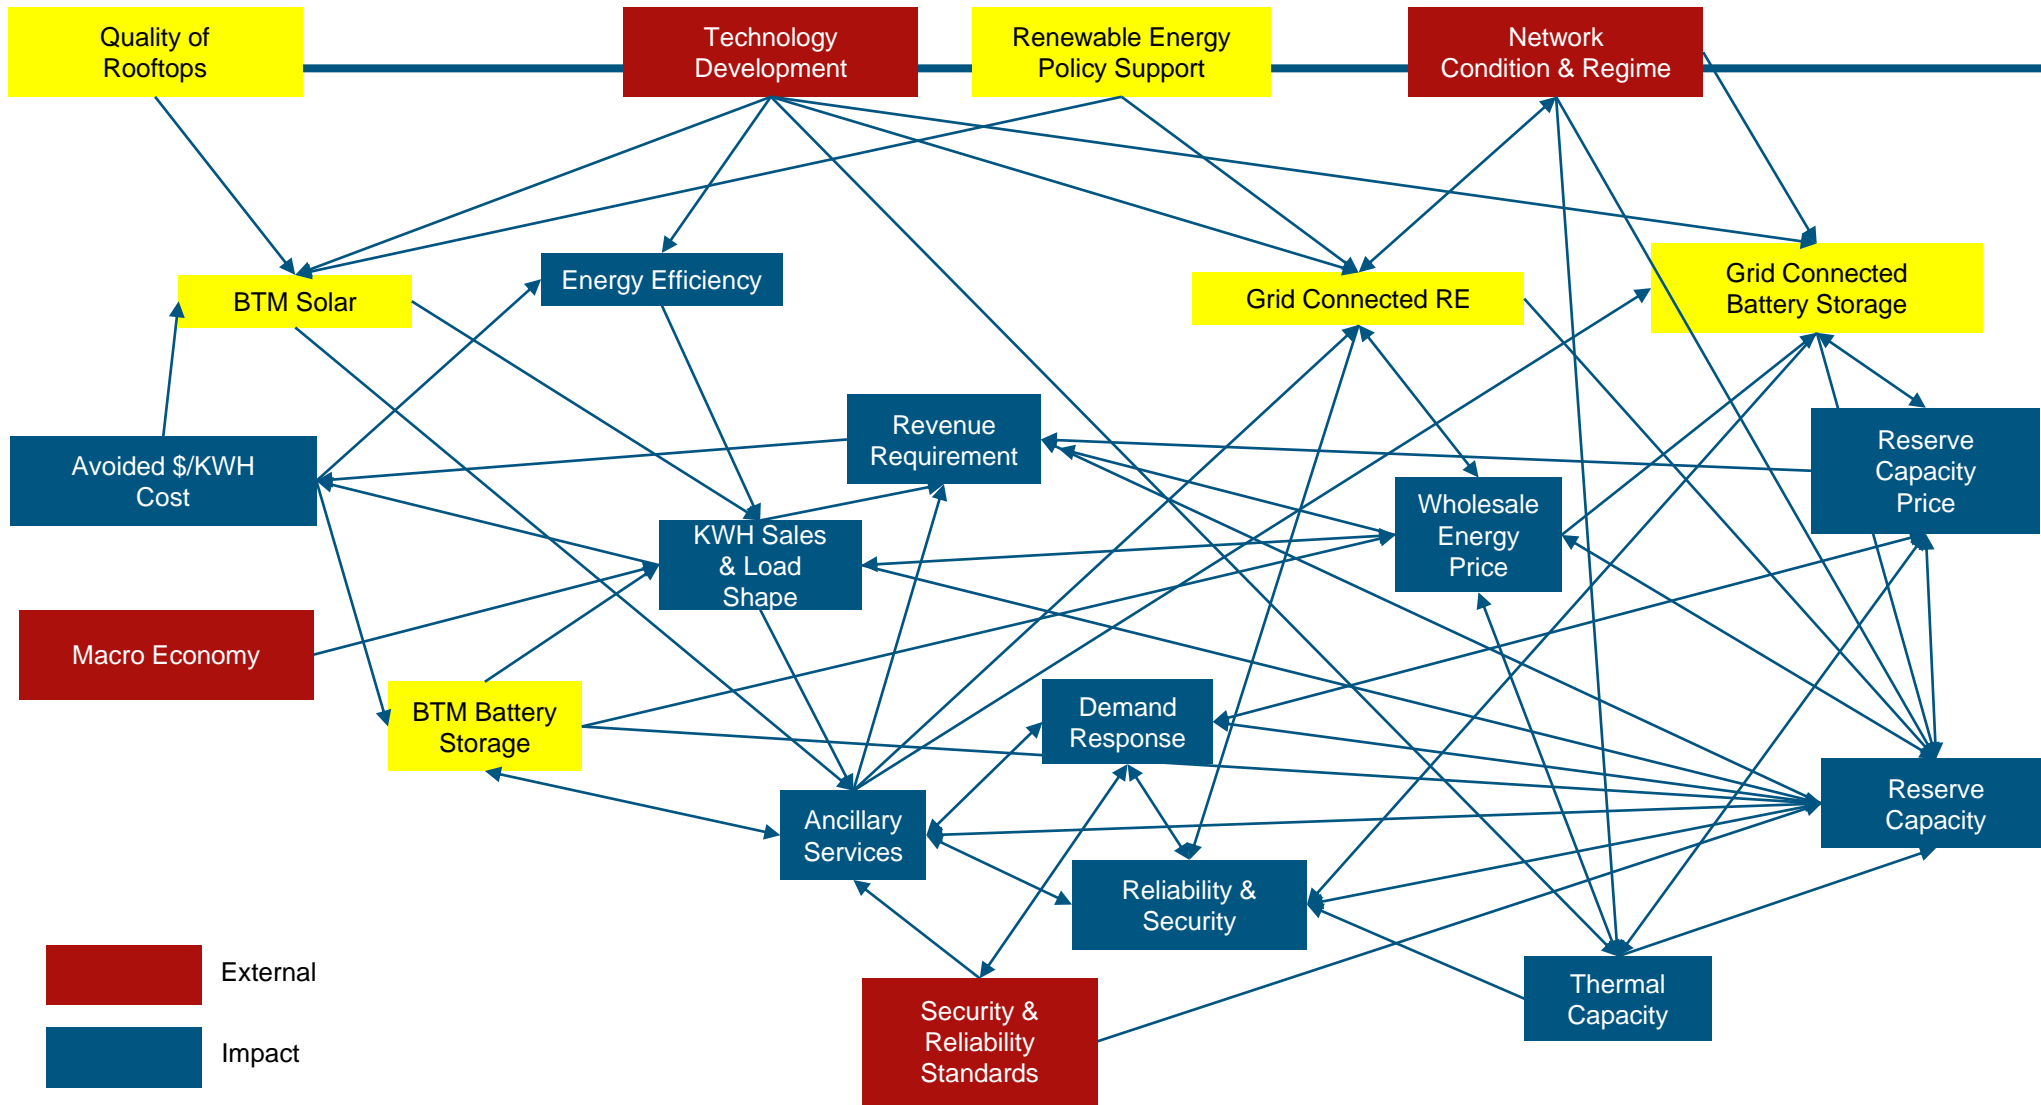 Quality of
Rooftops
Technology
Development
Renewable Energy
Policy Support
Network
Condition & Regime
BTM Solar
Energy Efficiency
Grid Connected RE
Grid Connected
Battery Storage
Avoided $/KWH
Cost
Revenue
Requirement
Reserve
Capacity
Price
KWH Sales
& Load
Shape
Wholesale
Energy
Price
Macro Economy
BTM Battery
Storage
Demand
Response
Ancillary
Services
Reserve
Capacity
Reliability &
Security
Thermal
Capacity
Security &
Reliability
Standards
External
Impact